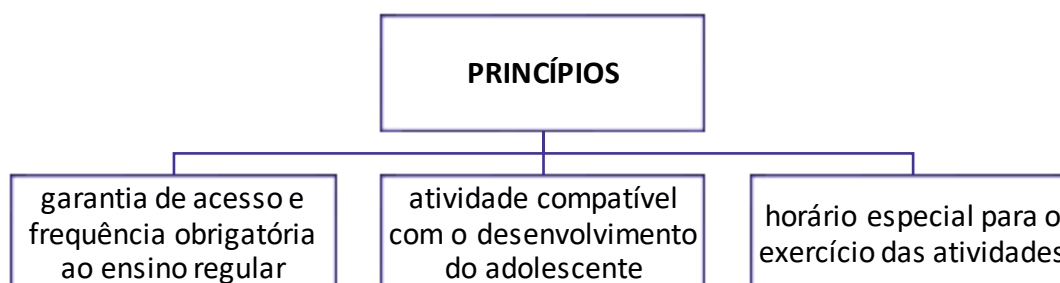 PRINCÍPIOS
garantia de acesso e
frequência obrigatória
ao ensino regular
atividade compatível
com o desenvolvimento
do adolescente
horário especial para o
exercício das atividades